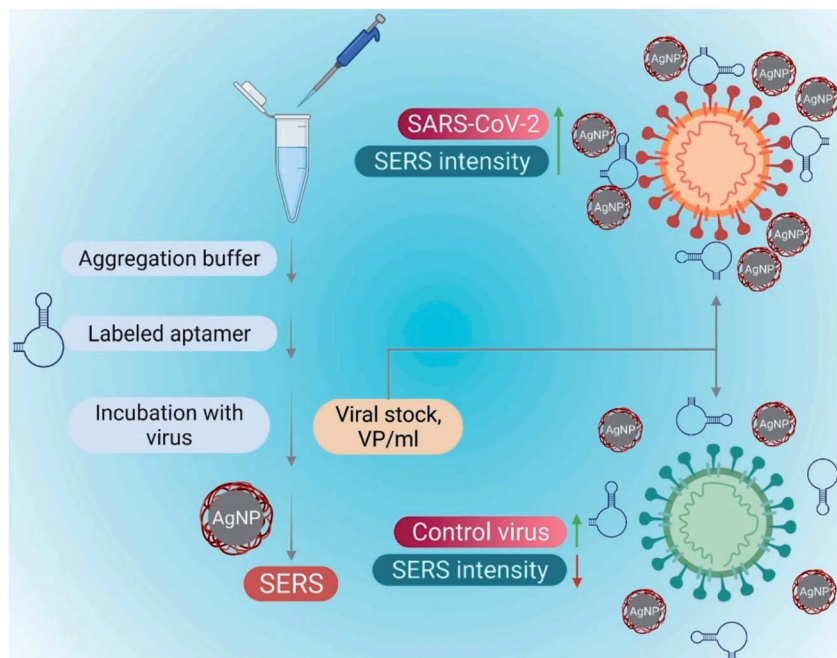 AgNP
AgNP
AgNP
SARS-CoV-2
SERS intensity
AgNP
AgNP
Aggregation buffer
AgNP
AgNP
Labeled aptamer
Incubation with
virus
Viral stock,
VP/ml
AgNP
AgNP
AgNP
Control virus
SERS intensity
SERS
AgNP
AgNP